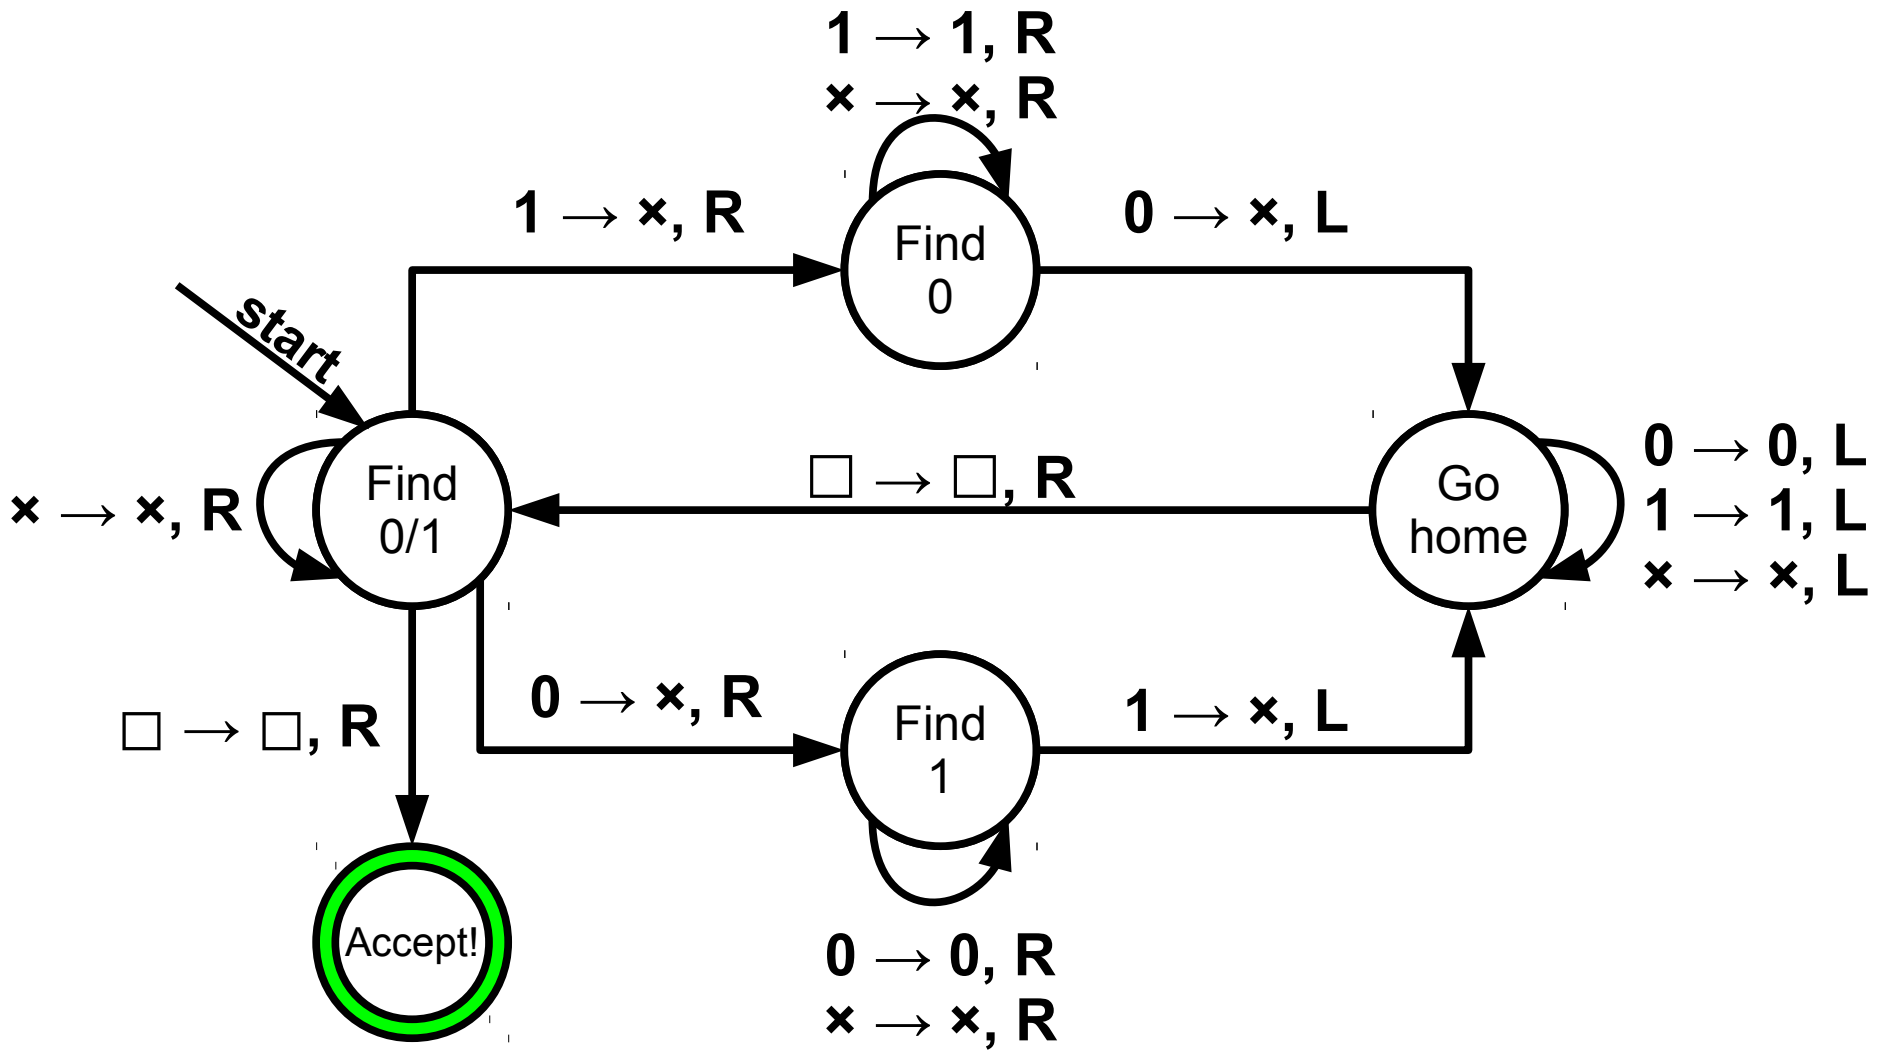 1 → 1, R
× → ×, R
1 → ×, R
Find
0
0 → ×, L
start
× → ×, R
Find
0/1
□ → □, R
Go
home
0 → 0, L
1 → 1, L
× → ×, L
□ → □, R
0 → ×, R
Find
1
1 → ×, L
Accept!
0 → 0, R
× → ×, R